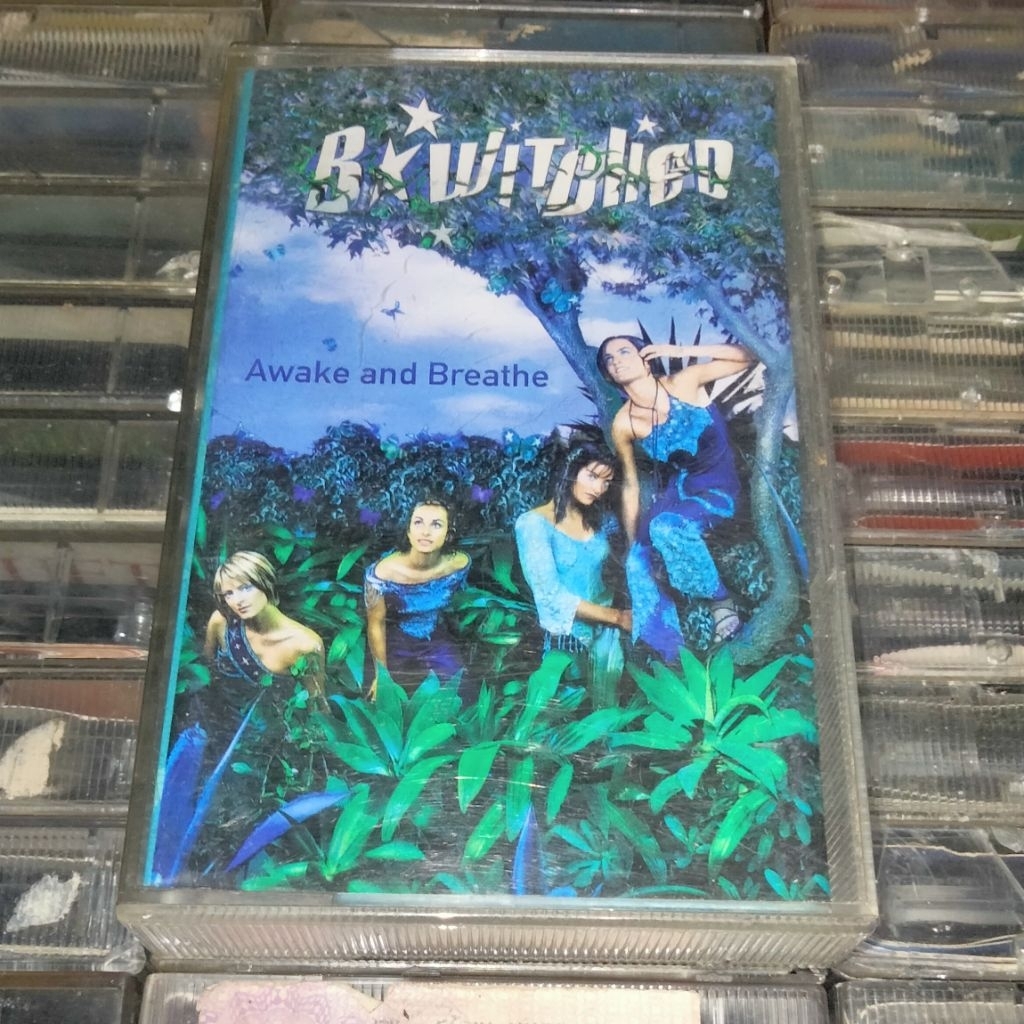 B★Witched
Awake and Breathe